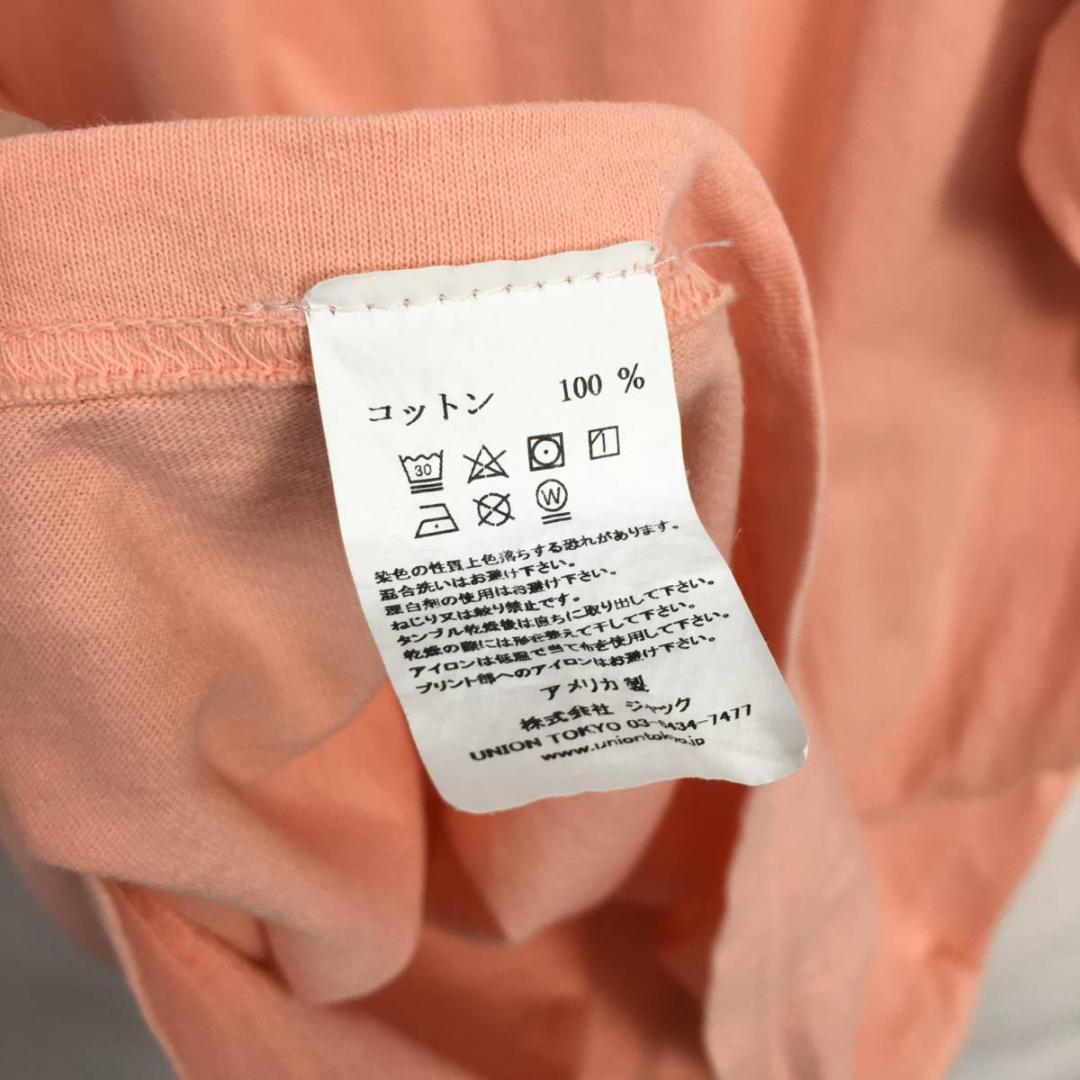 コットン 100 %
30
W
染色の性質上色落ちする恐れがあります。
混合洗いはお避け下さい。
漂白剤の使用はお避け下さい。
ねじり又は絞り禁止です。
タンブル乾燥後は直ちに取り出して下さい。
乾燥の際には形を整えて干して下さい。
アイロンは低温で当て布を使用して下さい。
プリント部へのアイロンはお避け下さい。
アメリカ製
株式会社 ジャック
UNION TOKYO 03-6434-7477
www.uniontokyo.jp